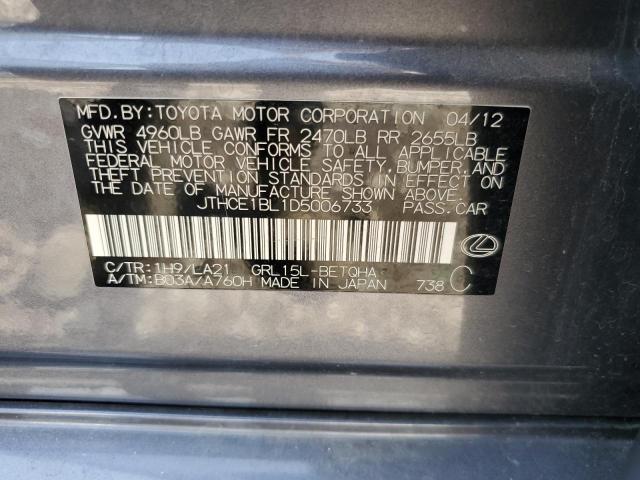 MFD. BY: TOYOTA MOTOR CORPORATION 04/12
GVWR 4960LB GAWR FR 2470LB RR 2655LB
THIS VEHICLE CONFORMS TO ALL APPLICABLE
FEDERAL MOTOR VEHICLE SAFETY, BUMPER, AND
THEFT PREVENTION STANDARDS IN EFFECT ON
THE DATE OF MANUFACTURE SHOWN ABOVE.
JTHCE1BL1D5006733 PASS. CAR
C/TR: 1H9/LA21 GRL15L-BETQHA
A/TM: B03A/A760H MADE IN JAPAN 738 C